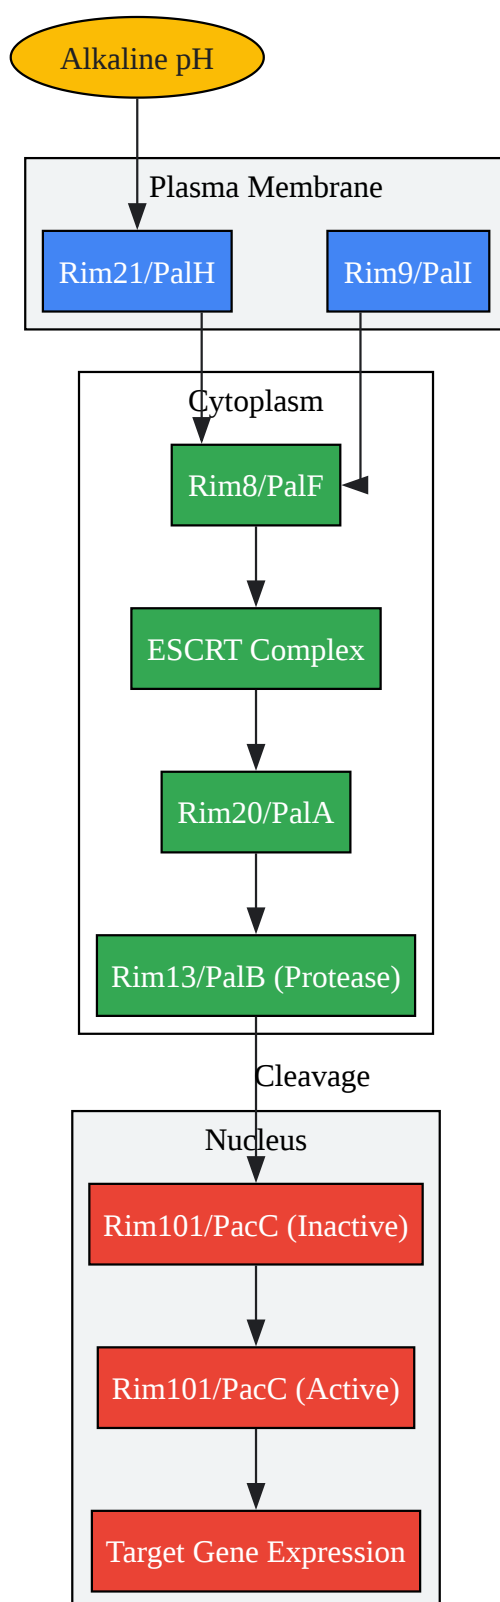 Alkaline pH
Plasma Membrane
Rim21/PalH
Rim9/PalI
Cytoplasm
Rim8/PalF
ESCRT Complex
Rim20/PalA
Rim13/PalB (Protease)
Cleavage
Nucleus
Rim101/PacC (Inactive)
Rim101/PacC (Active)
Target Gene Expression